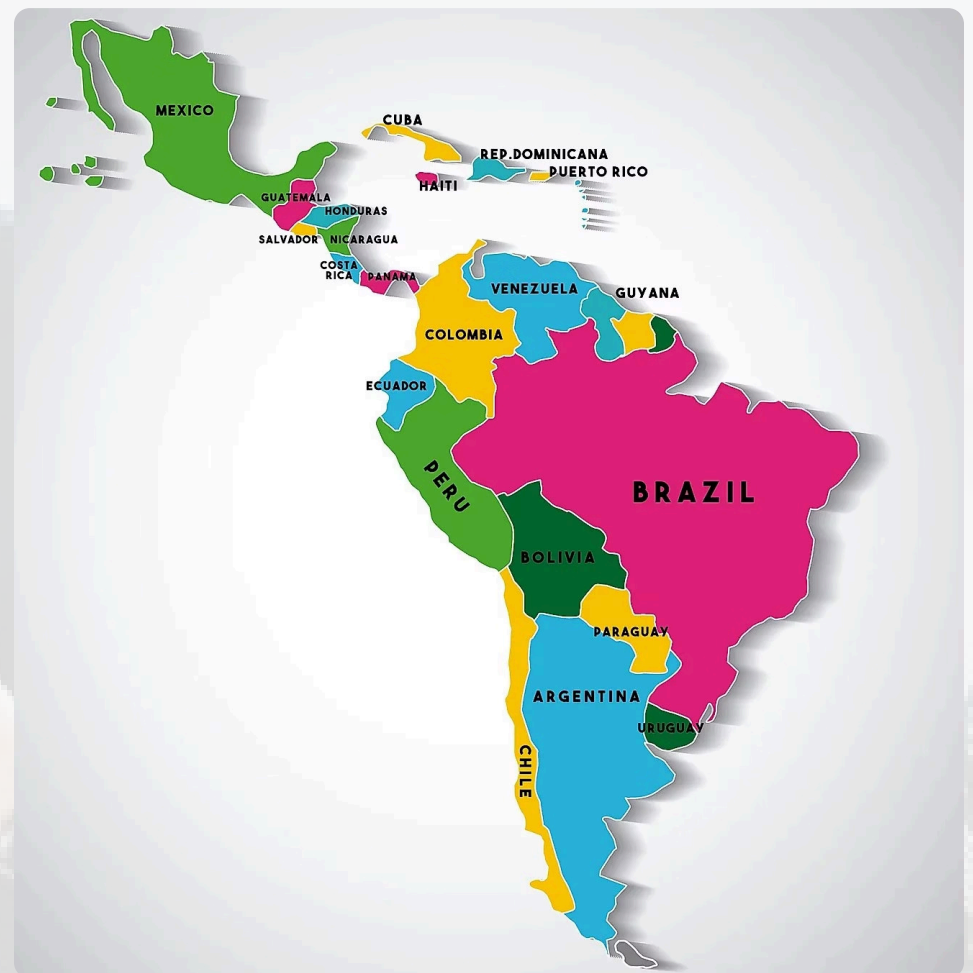 MEXICO
CUBA
REP.DOMINICANA
PUERTO RICO
HAITI
GUATEMALA
HONDURAS
SALVADOR
NICARAGUA
COSTA
RICA
PANAMA
VENEZUELA
GUYANA
COLOMBIA
ECUADOR
PERU
BRAZIL
BOLIVIA
PARAGUAY
ARGENTINA
URUGUAY
CHILE